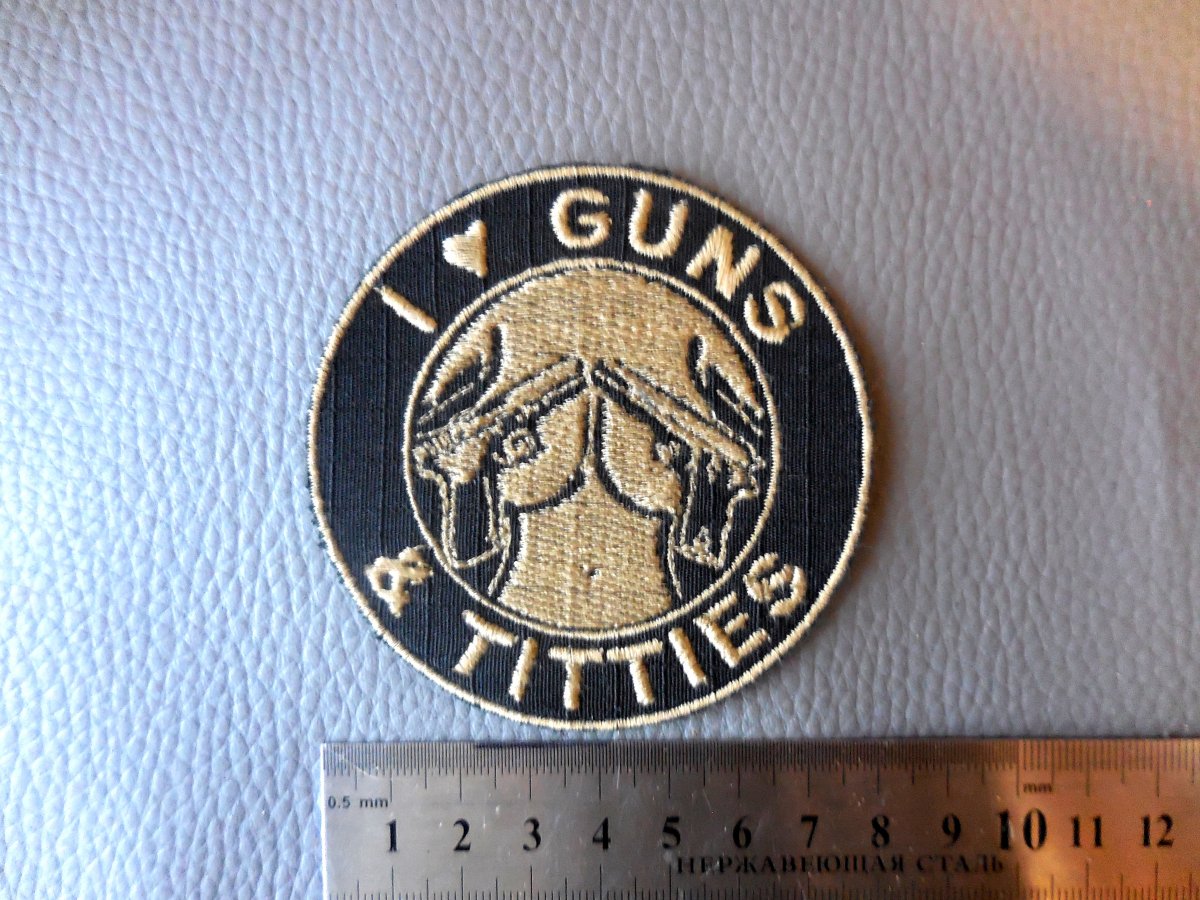 I ♥ GUNS
& TITTIES
0.5 mm
mm
1 2 3 4 5 6 7 8 9 10 11 12
НЕРЖАВЕЮЩАЯ СТАЛЬ